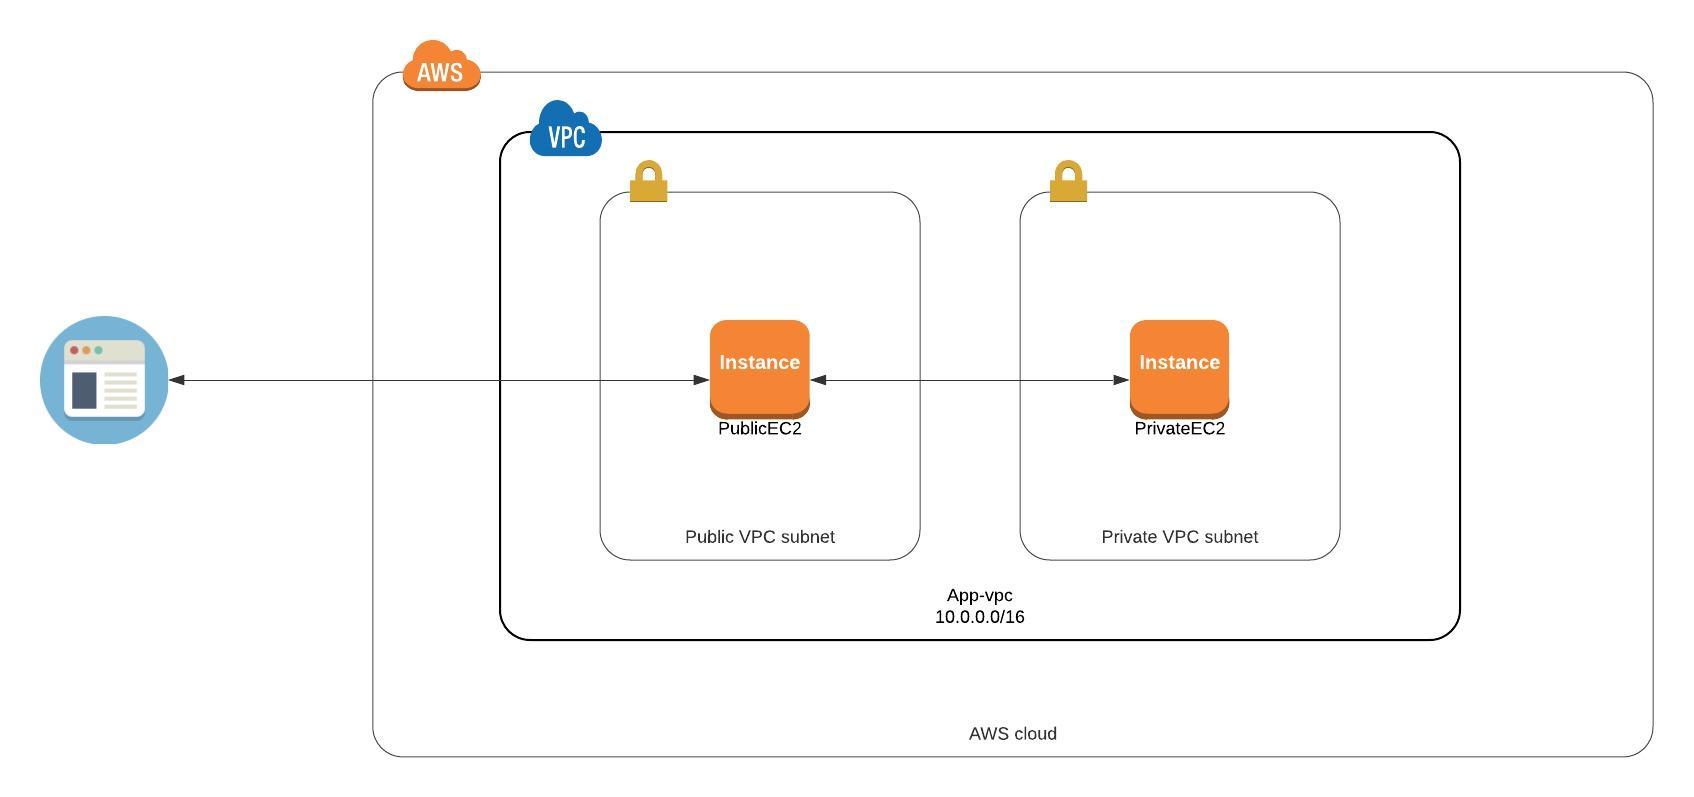 AWS
VPC
Instance
PublicEC2
Public VPC subnet
Instance
PrivateEC2
Private VPC subnet
App-vpc
10.0.0.0/16
AWS cloud